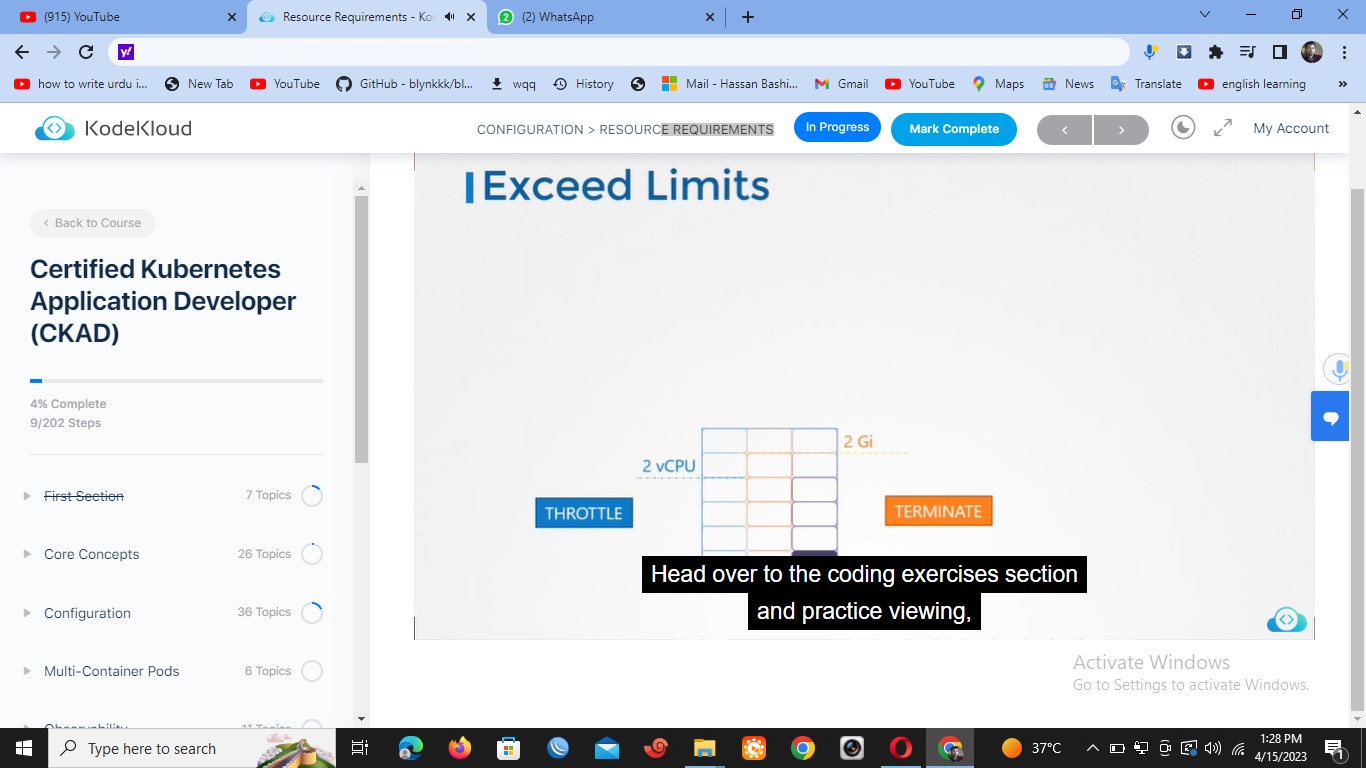 (915) YouTube
Resource Requirements - Ko
(2) WhatsApp
how to write urdu i...
New Tab
YouTube
GitHub - blynkkk/bl...
wqq
History
Mail - Hassan Bashi...
Gmail
YouTube
Maps
News
Translate
english learning
»
KodeKloud
CONFIGURATION > RESOURCE REQUIREMENTS
In Progress
Mark Complete
<
>
My Account
< Back to Course
Certified Kubernetes
Application Developer
(CKAD)
4% Complete
9/202 Steps
First Section
7 Topics
Core Concepts
26 Topics
Configuration
36 Topics
Multi-Container Pods
6 Topics
Observability
11 Topics
Exceed Limits
2 Gi
2 vCPU
THROTTLE
TERMINATE
Head over to the coding exercises section
and practice viewing,
Activate Windows
Go to Settings to activate Windows.
Type here to search
37°C
1:28 PM
4/15/2023
1